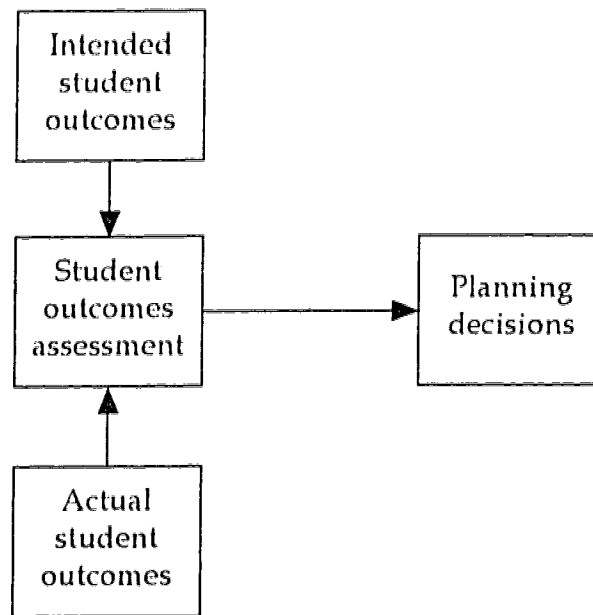 Intended
student
outcomes
Student
outcomes
assessment
Planning
decisions
Actual
student
outcomes